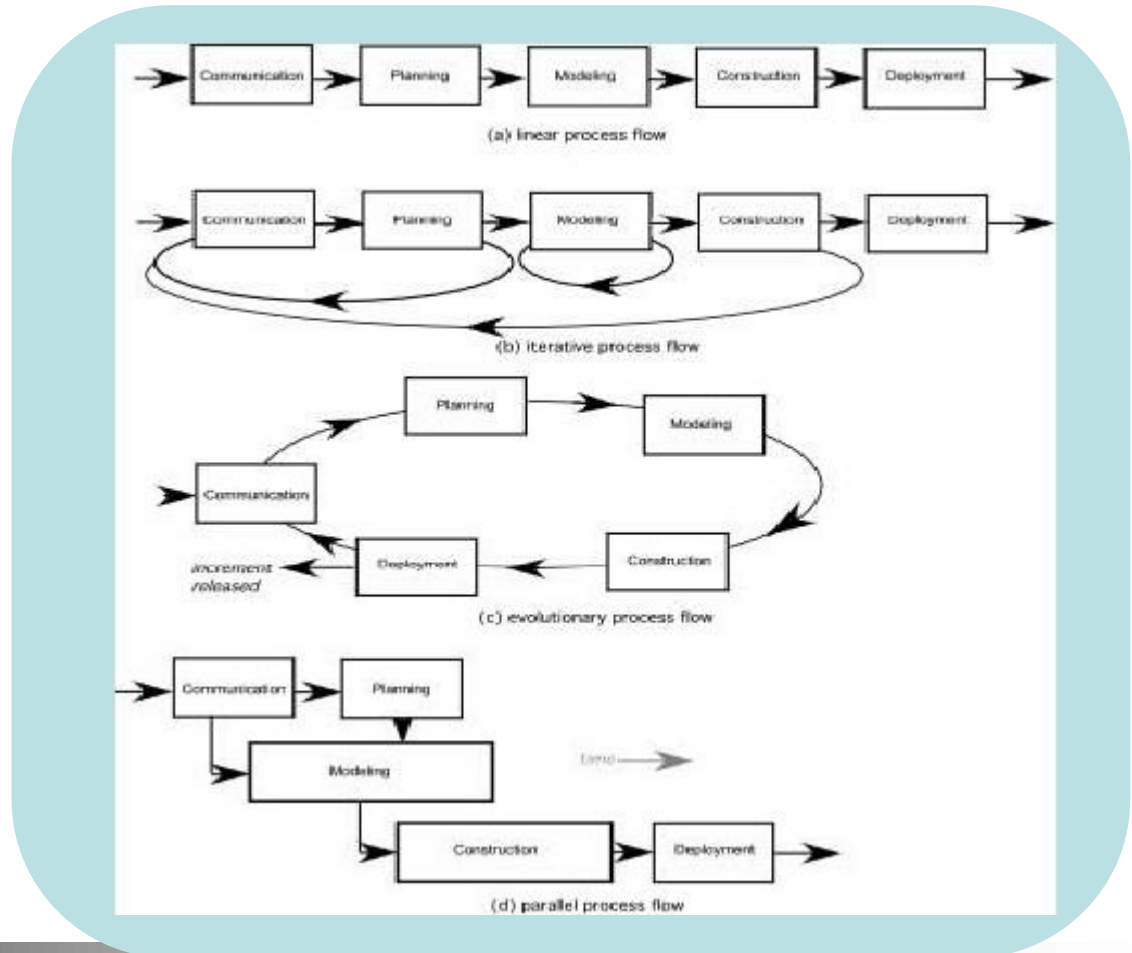 Communication
Planning
Modeling
Construction
Deployment
(a) linear process flow
Communication
Planning
Modeling
Construction
Deployment
(b) iterative process flow
Planning
Modeling
Communication
Construction
Deployment
increment
released
(c) evolutionary process flow
Communication
Planning
Modeling
time
Construction
Deployment
(d) parallel process flow